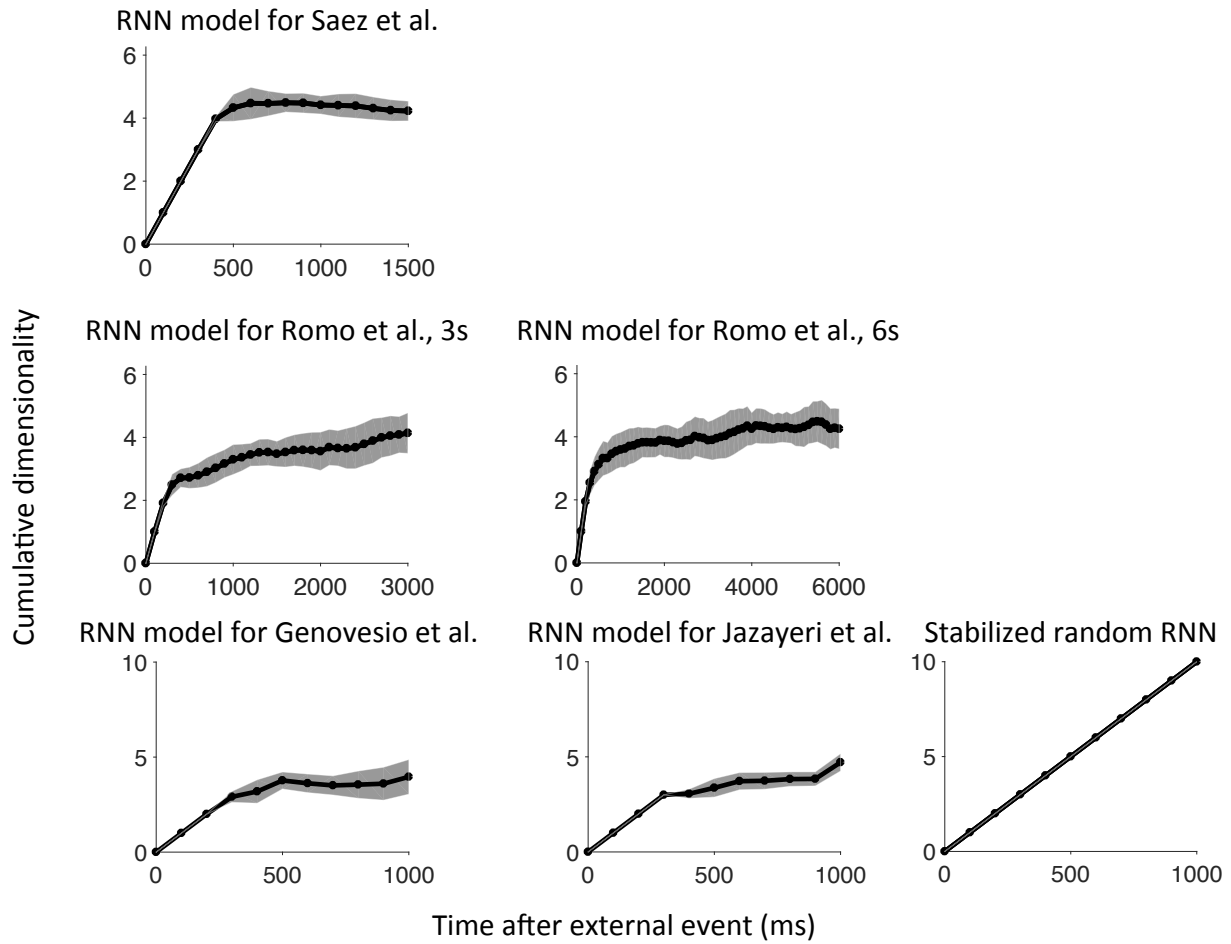 RNN model for Saez et al.
6
4
2
0
0 500 1000 1500
Cumulative dimensionality
RNN model for Romo et al., 3s
6
4
2
0
0 1000 2000 3000
RNN model for Romo et al., 6s
6
4
2
0
0 2000 4000 6000
RNN model for Genovesio et al.
10
5
0
0 500 1000
RNN model for Jazayeri et al.
10
5
0
0 500 1000
Stabilized random RNN
10
5
0
0 500 1000
Time after external event (ms)